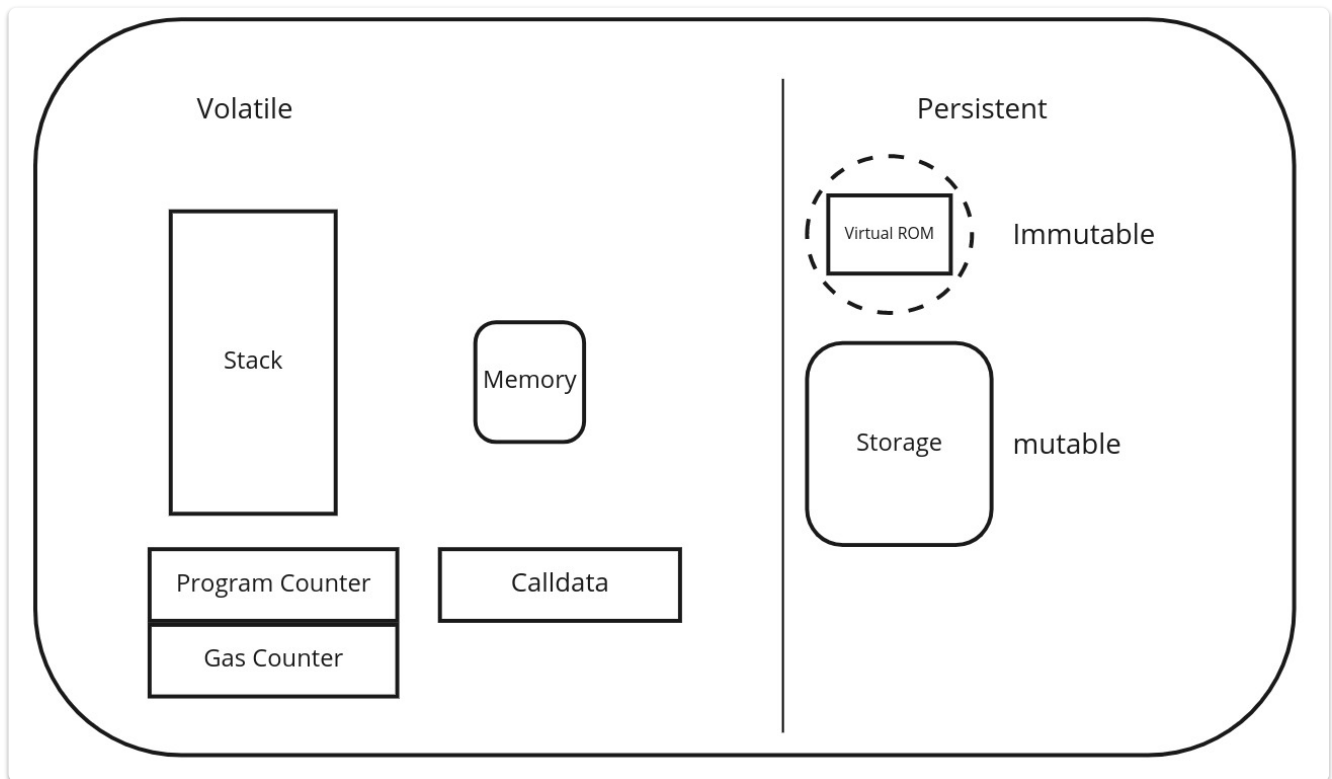 Volatile
Persistent
Virtual ROM
Immutable
Stack
Memory
Storage
mutable
Program Counter
Calldata
Gas Counter